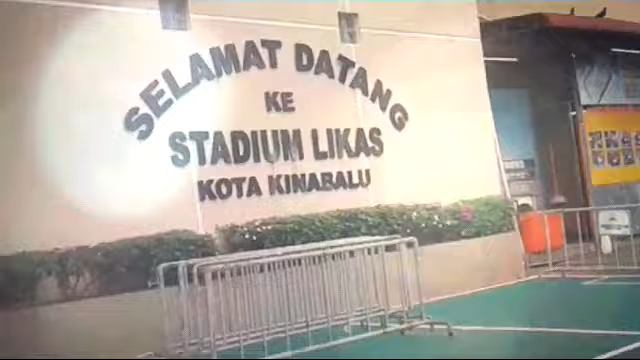 SELAMAT DATANG
KE
STADIUM LIKAS
KOTA KINABALU